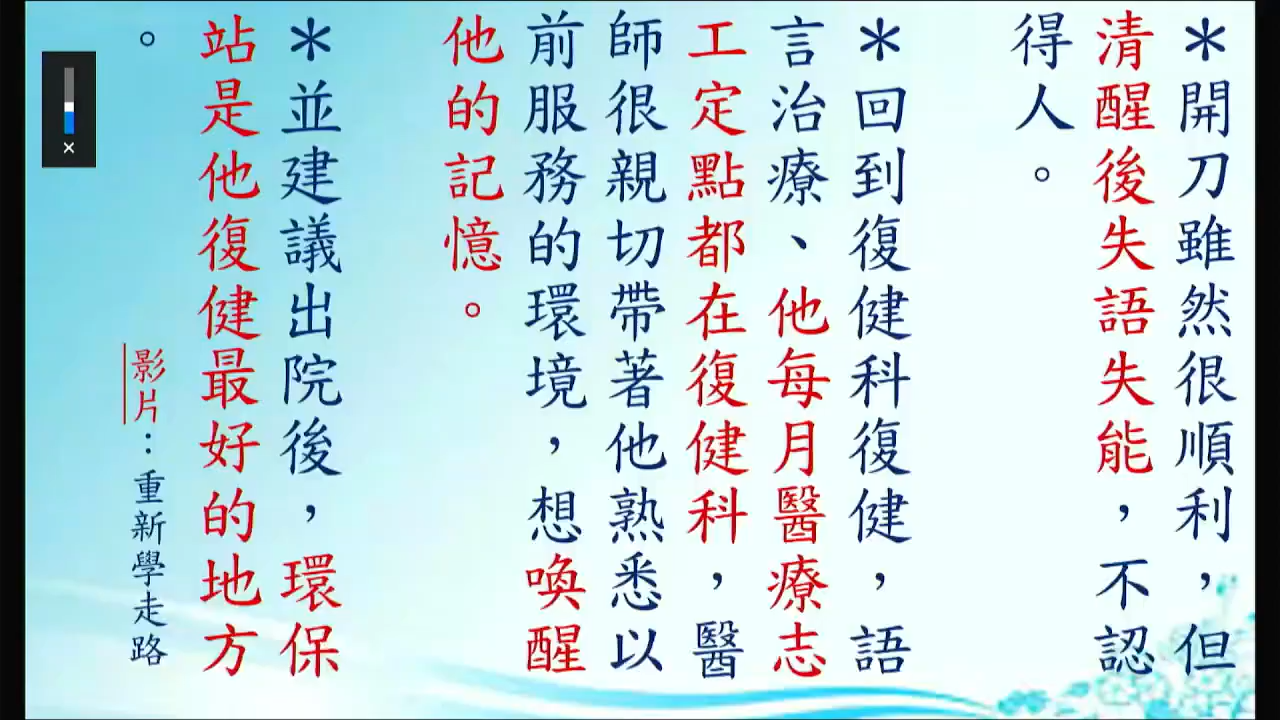 ＊開刀雖然很順利，但
清醒後失語失能，不認
得人。
＊回到復健科復健，語
言治療、他每月醫療志
工定點都在復健科，醫
師很親切帶著他熟悉以
前服務的環境，想喚醒
他的記憶。
＊並建議出院後，環保
站是他復健最好的地方
。
影片：重新學走路